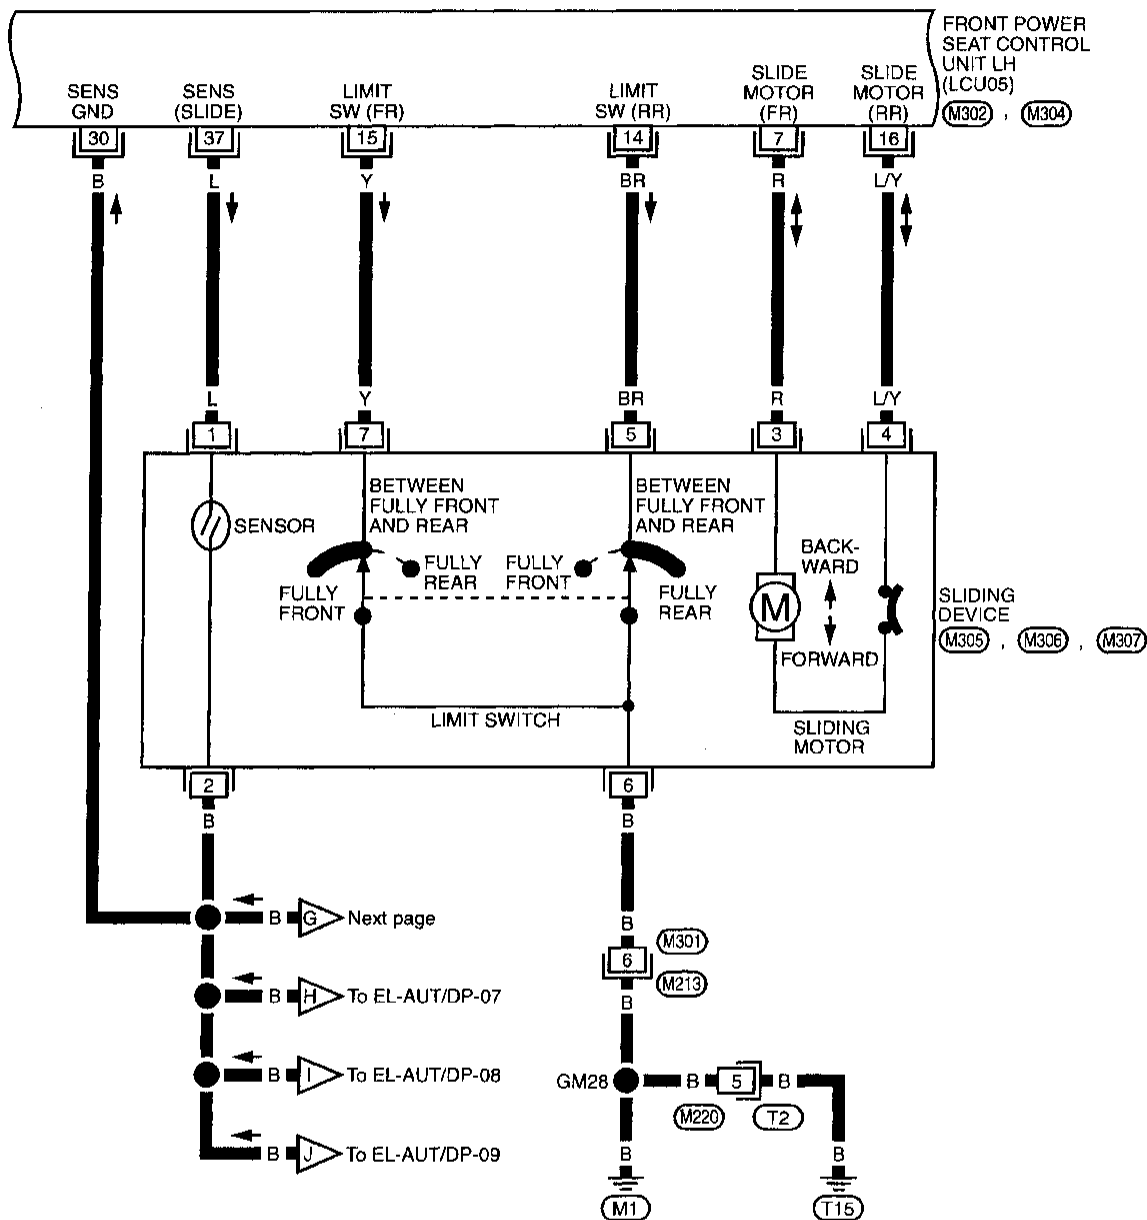 FRONT POWER
SEAT CONTROL
UNIT LH
(LCU05)
M302 , M304
SENS
GND
SENS
(SLIDE)
LIMIT
SW (FR)
LIMIT
SW (RR)
SLIDE
MOTOR
(FR)
SLIDE
MOTOR
(RR)
30 37 15 14 7 16
B L Y BR R L/Y
L Y BR R L/Y
1 7 5 3 4
BETWEEN
FULLY FRONT
AND REAR
BETWEEN
FULLY FRONT
AND REAR
SENSOR
FULLY
FRONT
FULLY
REAR
FULLY
FRONT
FULLY
REAR
M
BACK-
WARD
FORWARD
SLIDING
DEVICE
M305 , M306 , M307
LIMIT SWITCH
SLIDING
MOTOR
2 6
B B
B G Next page
B
M301
6
M213
B H To EL-AUT/DP-07
B
B I To EL-AUT/DP-08
GM28 B 5 B
M220 T2
B J To EL-AUT/DP-09
B B
M1 T15